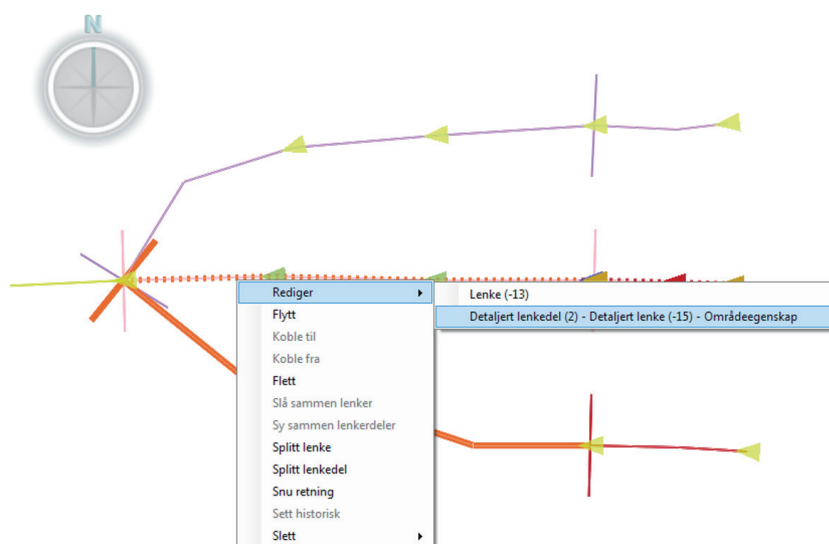 N
Rediger
Lenke (-13)
Flytt
Detaljert lenkedel (2) - Detaljert lenke (-15) - Områdeegenskap
Koble til
Koble fra
Flett
Slå sammen lenker
Sy sammen lenkerdeler
Splitt lenke
Splitt lenkedel
Snu retning
Sett historisk
Slett